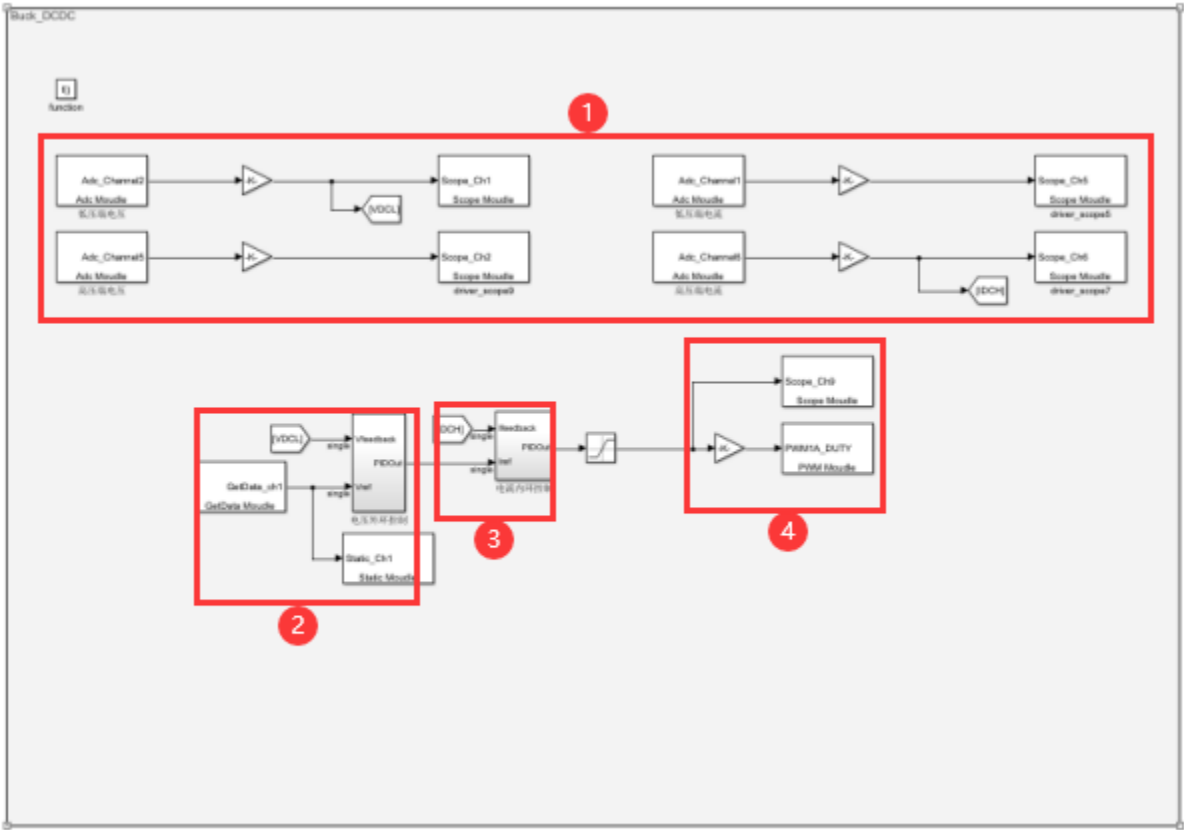 Buck_DCDC
f()
function
1
Adc_Channel2
Adc Moudle
低压端电压
-K-
[VDCL]
Scope_Ch1
Scope Moudle
Adc_Channel1
Adc Moudle
低压端电流
-K-
Scope_Ch5
Scope Moudle
driver_scope8
Adc_Channel5
Adc Moudle
高压端电压
-K-
Scope_Ch2
Scope Moudle
driver_scope9
Adc_Channel6
Adc Moudle
高压端电流
-K-
[IDCH]
Scope_Ch6
Scope Moudle
driver_scope7
[VDCL]
single
Vfeedback
PIDOut
GetData_ch1
GetData Moudle
single
Vref
电压外环控制
Static_Ch1
Static Moudle
2
DCH]
single
Ifeedback
PIDOut
single
Iref
电流内环控制
3
Scope_Ch9
Scope Moudle
-K-
PWM1A_DUTY
PWM Moudle
4